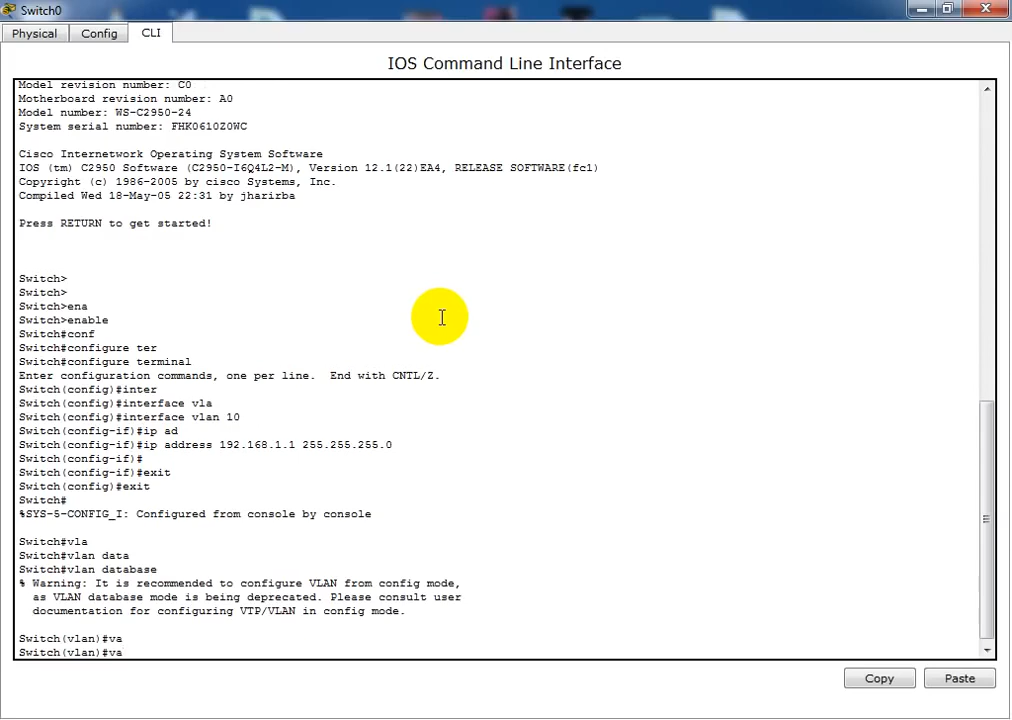 Switch0
Physical
Config
CLI
IOS Command Line Interface
Model revision number: C0
Motherboard revision number: A0
Model number: WS-C2950-24
System serial number: FHK0610Z0WC
Cisco Internetwork Operating System Software
IOS (tm) C2950 Software (C2950-I6Q4L2-M), Version 12.1(22)EA4, RELEASE SOFTWARE(fc1)
Copyright (c) 1986-2005 by cisco Systems, Inc.
Compiled Wed 18-May-05 22:31 by jharirba
Press RETURN to get started!
Switch>
Switch>
Switch>ena
Switch>enable
Switch#conf
Switch#configure ter
Switch#configure terminal
Enter configuration commands, one per line.  End with CNTL/Z.
Switch(config)#inter
Switch(config)#interface vla
Switch(config)#interface vlan 10
Switch(config-if)#ip ad
Switch(config-if)#ip address 192.168.1.1 255.255.255.0
Switch(config-if)#
Switch(config-if)#exit
Switch(config)#exit
Switch#
%SYS-5-CONFIG_I: Configured from console by console
Switch#vla
Switch#vlan data
Switch#vlan database
% Warning: It is recommended to configure VLAN from config mode,
as VLAN database mode is being deprecated. Please consult user
documentation for configuring VTP/VLAN in config mode.
Switch(vlan)#va
Switch(vlan)#va
Copy
Paste